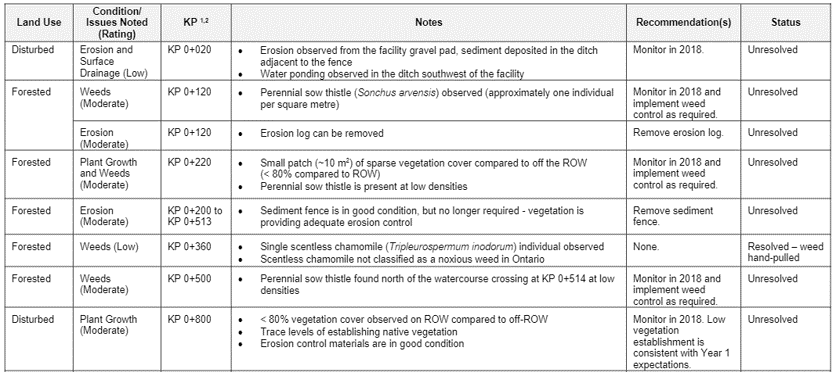 Land Use
Condition/
Issues Noted
(Rating)
KP 1,2
Notes
Recommendation(s)
Status
Disturbed
Erosion and
Surface
Drainage (Low)
KP 0+020
• Erosion observed from the facility gravel pad, sediment deposited in the ditch
adjacent to the fence
• Water ponding observed in the ditch southwest of the facility
Monitor in 2018.
Unresolved
Forested
Weeds
(Moderate)
KP 0+120
• Perennial sow thistle (Sonchus arvensis) observed (approximately one individual
per square metre)
Monitor in 2018 and
implement weed
control as required.
Unresolved
Erosion
(Moderate)
KP 0+120
• Erosion log can be removed
Remove erosion log.
Unresolved
Forested
Plant Growth
and Weeds
(Moderate)
KP 0+220
• Small patch (~10 m²) of sparse vegetation cover compared to off the ROW
(< 80% compared to ROW)
• Perennial sow thistle is present at low densities
Monitor in 2018 and
implement weed
control as required.
Unresolved
Forested
Erosion
(Moderate)
KP 0+200 to
KP 0+513
• Sediment fence is in good condition, but no longer required - vegetation is
providing adequate erosion control
Remove sediment
fence.
Unresolved
Forested
Weeds (Low)
KP 0+360
• Single scentless chamomile (Tripleurospermum inodorum) individual observed
• Scentless chamomile not classified as a noxious weed in Ontario
None.
Resolved – weed
hand-pulled
Forested
Weeds
(Moderate)
KP 0+500
• Perennial sow thistle found north of the watercourse crossing at KP 0+514 at low
densities
Monitor in 2018 and
implement weed
control as required.
Unresolved
Disturbed
Plant Growth
(Moderate)
KP 0+800
• < 80% vegetation cover observed on ROW compared to off-ROW
• Trace levels of establishing native vegetation
• Erosion control materials are in good condition
Monitor in 2018. Low
vegetation
establishment is
consistent with Year 1
expectations.
Unresolved